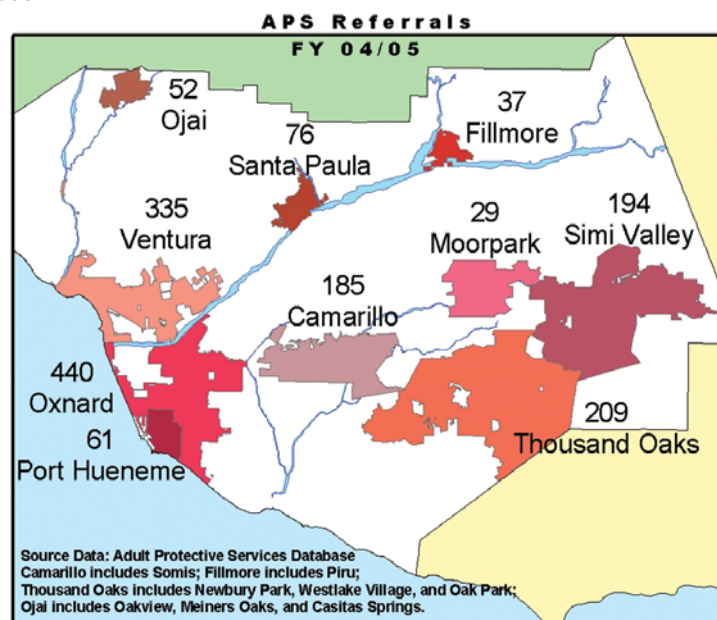 APS Referrals
FY 04/05
52
Ojai
37
Fillmore
76
Santa Paula
335
Ventura
29
Moorpark
194
Simi Valley
185
Camarillo
440
Oxnard
61
Port Hueneme
209
Thousand Oaks
Source Data: Adult Protective Services Database
Camarillo includes Somis; Fillmore includes Piru;
Thousand Oaks includes Newbury Park, Westlake Village, and Oak Park;
Ojai includes Oakview, Meiners Oaks, and Casitas Springs.